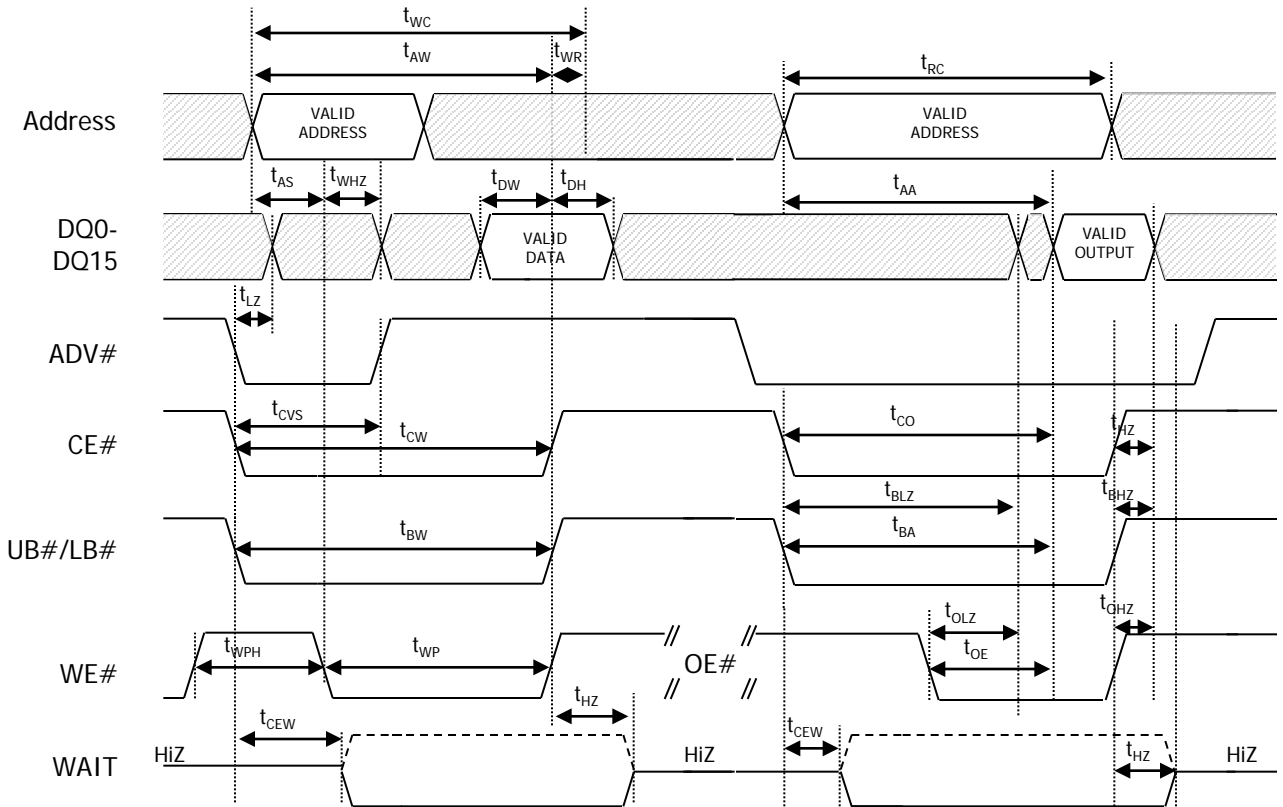 tWC
tAW
tWR
tRC
Address
VALID
ADDRESS
VALID
ADDRESS
tAS
tWHZ
tDW
tDH
tAA
DQ0-
DQ15
VALID
DATA
VALID
OUTPUT
tLZ
ADV#
tCVS
tCW
tCO
tHZ
CE#
tBLZ
tBHZ
tBW
tBA
UB#/LB#
tOLZ
tOHZ
tWPH
tWP
OE#
tOE
WE#
tHZ
tCEW
tCEW
HiZ
HiZ
tHZ
HiZ
WAIT